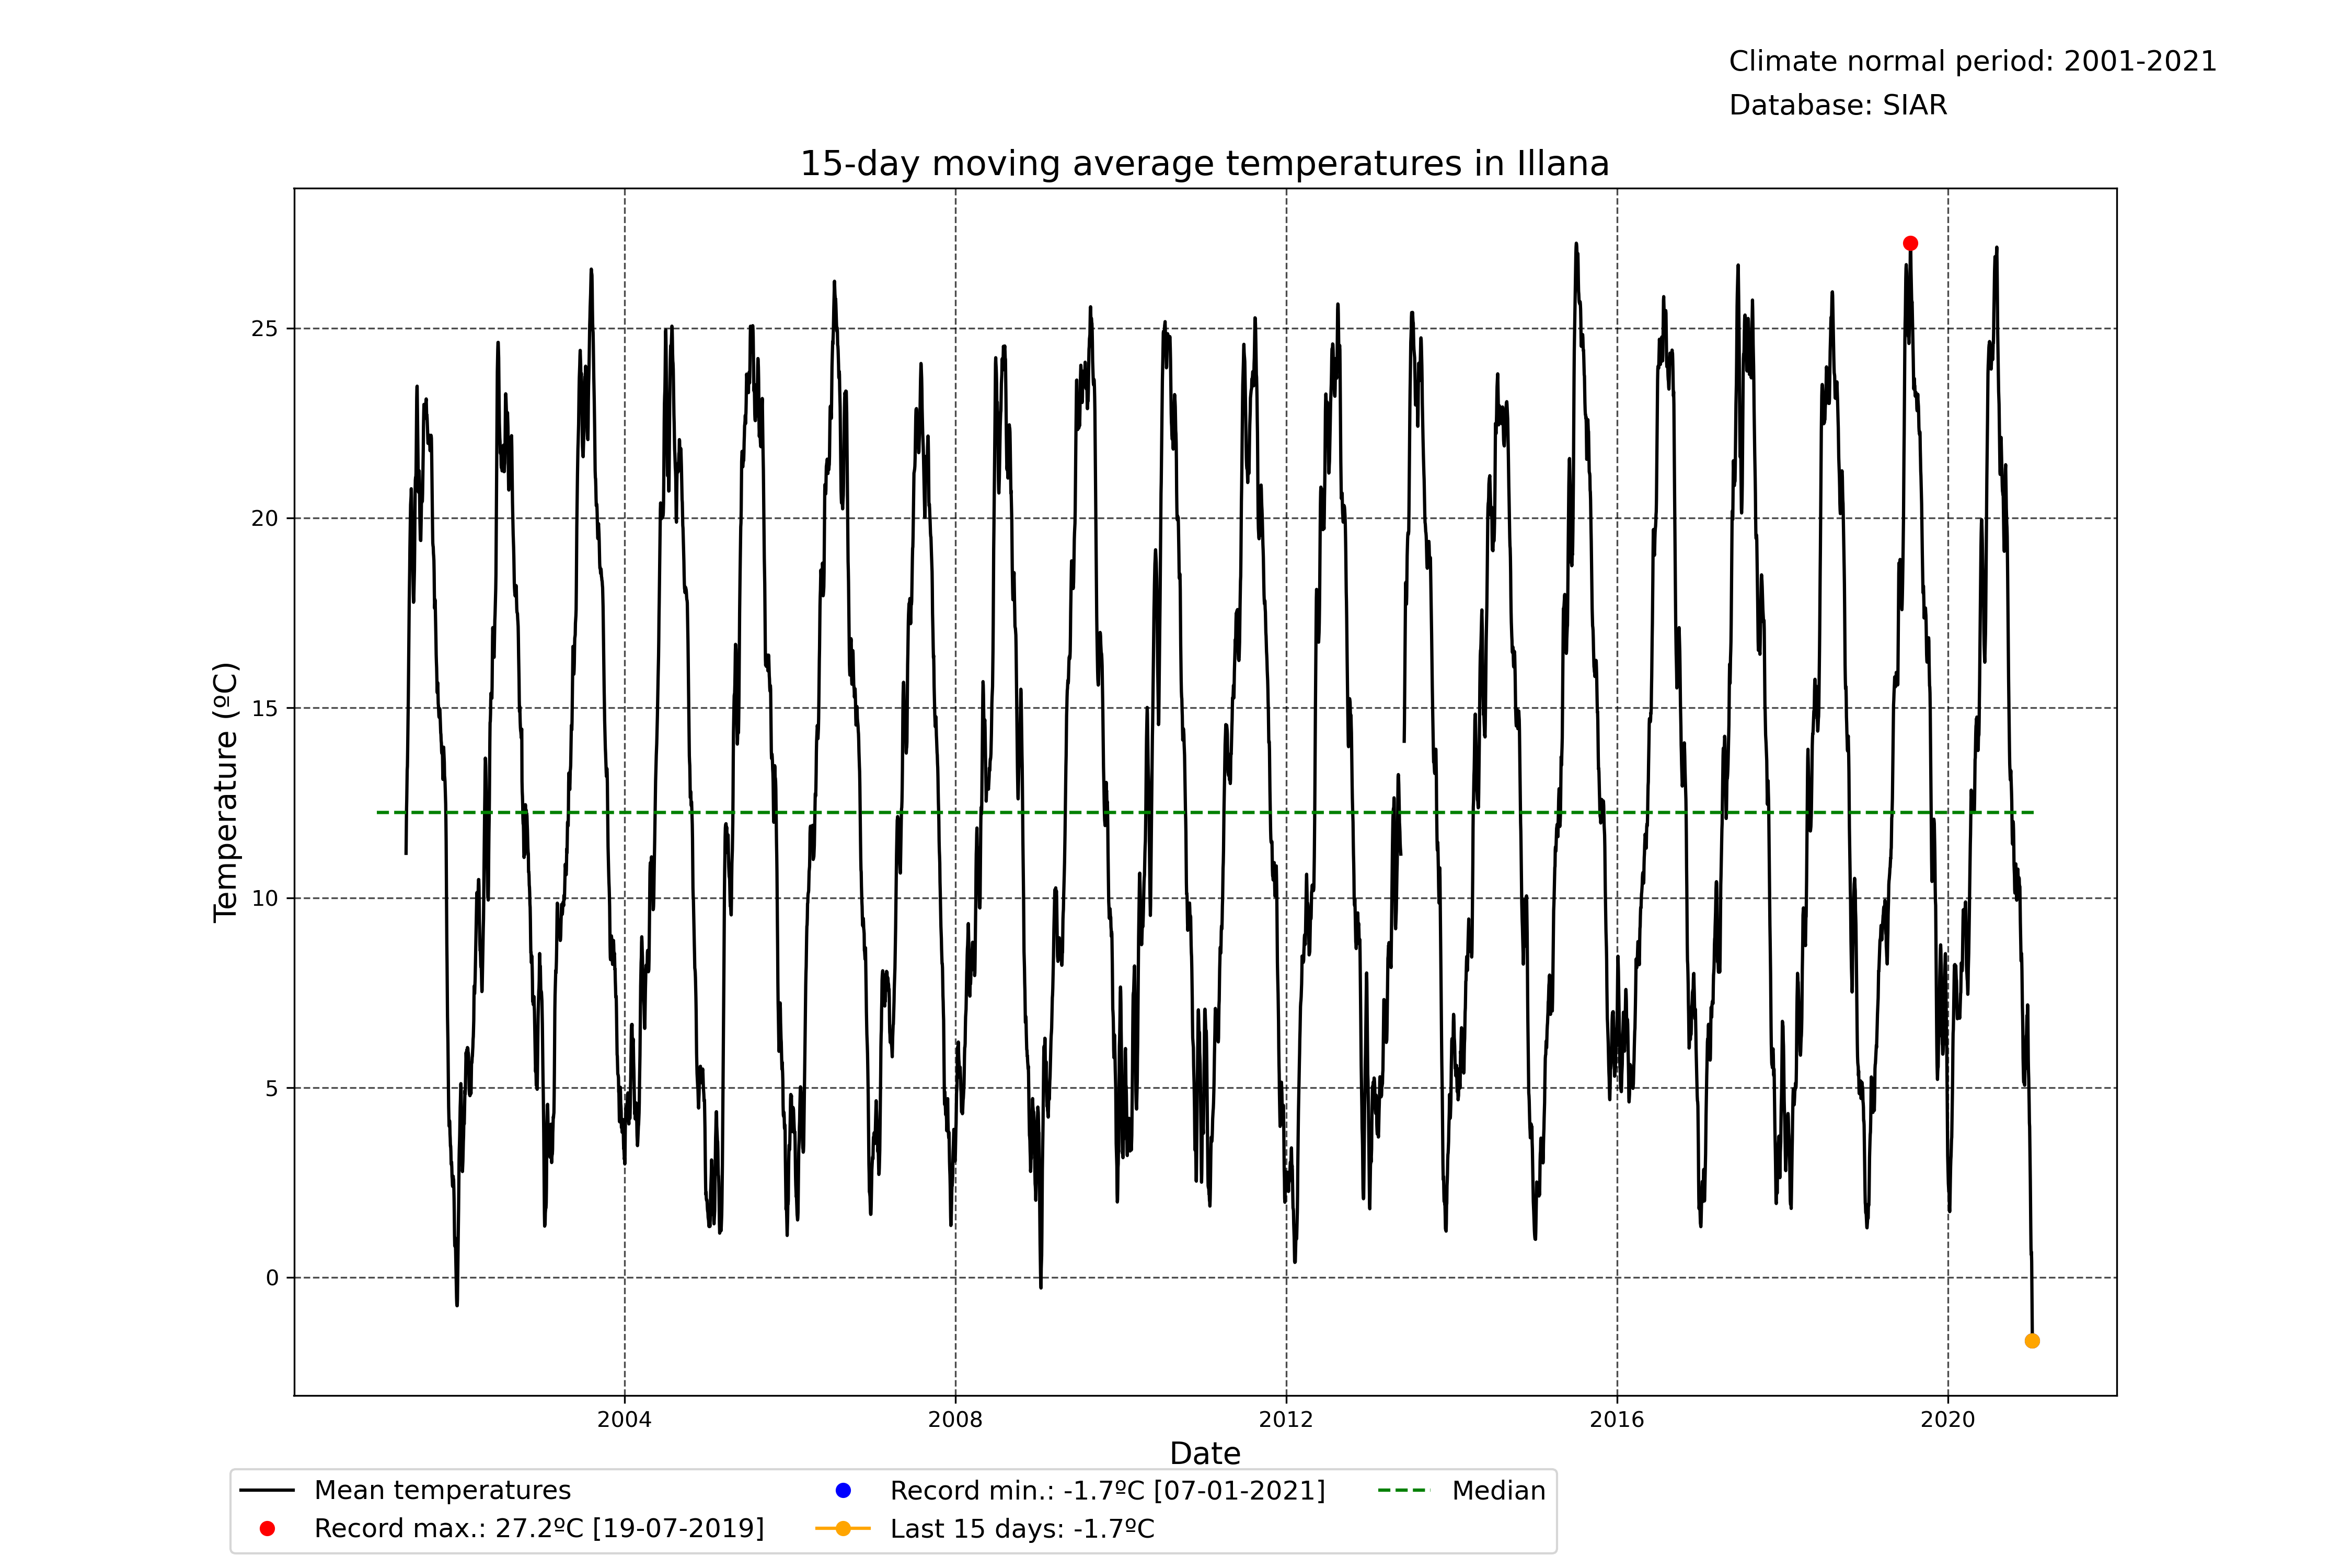 Climate normal period: 2001-2021
Database: SIAR
15-day moving average temperatures in Illana
Temperature (ºC)
25
20
15
10
5
0
2004
2008
2012
2016
2020
Date
Mean temperatures
Record max.: 27.2ºC [19-07-2019]
Record min.: -1.7ºC [07-01-2021]
Last 15 days: -1.7ºC
Median